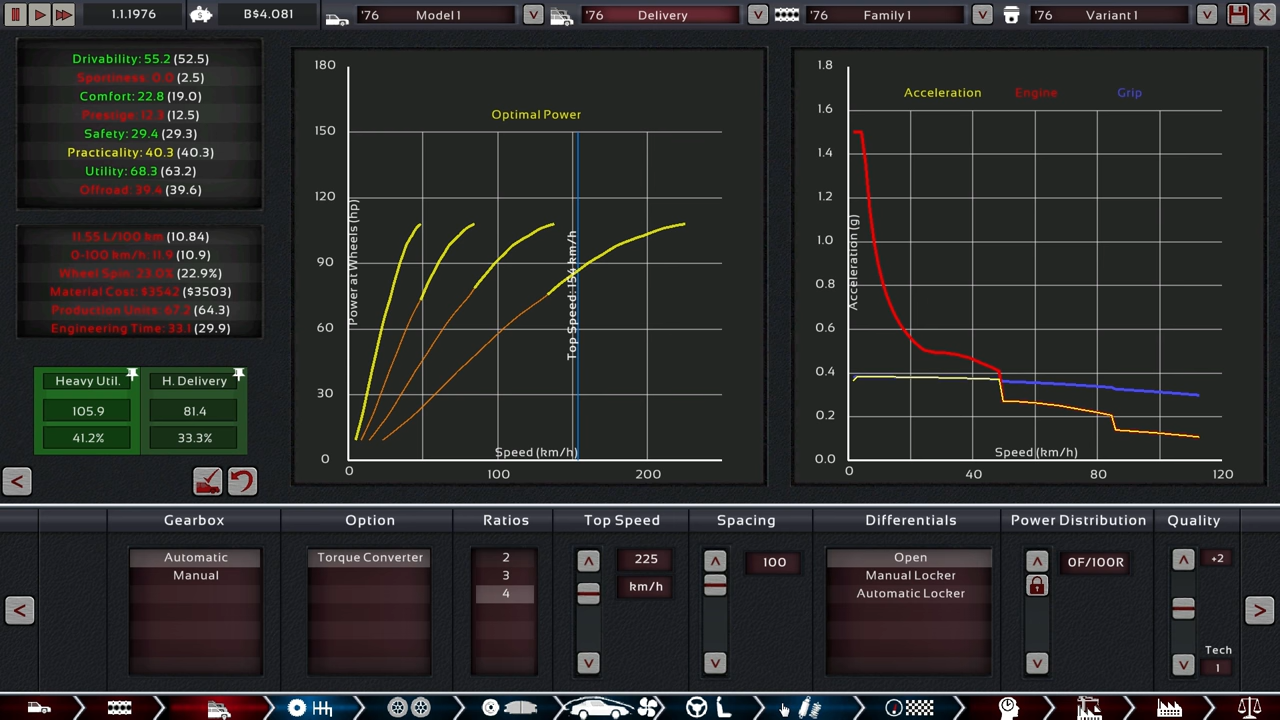 1.1.1976
B$4.081
'76 Model 1
'76 Delivery
'76 Family 1
'76 Variant 1
Drivability: 55.2 (52.5)
Sportiness: 0.0 (2.5)
Comfort: 22.8 (19.0)
Prestige: 12.3 (12.5)
Safety: 29.4 (29.3)
Practicality: 40.3 (40.3)
Utility: 68.3 (63.2)
Offroad: 39.4 (39.6)
11.55 L/100 km (10.84)
0-100 km/h: 11.9 (10.9)
Wheel Spin: 23.0% (22.9%)
Material Cost: $3542 ($3503)
Production Units: 67.2 (64.3)
Engineering Time: 33.1 (29.9)
Heavy Util. H. Delivery
105.9 81.4
41.2% 33.3%
180
150
120
90
60
30
0
Optimal Power
Power at Wheels (hp)
Top Speed: 154 km/h
Speed (km/h)
0 100 200
1.8
1.6
1.4
1.2
1.0
0.8
0.6
0.4
0.2
0.0
Acceleration Engine Grip
Acceleration (g)
Speed (km/h)
0 40 80 120
Gearbox
Automatic
Manual
Option
Torque Converter
Ratios
2
3
4
Top Speed
225
km/h
Spacing
100
Differentials
Open
Manual Locker
Automatic Locker
Power Distribution
0F/100R
Quality
+2
Tech
1